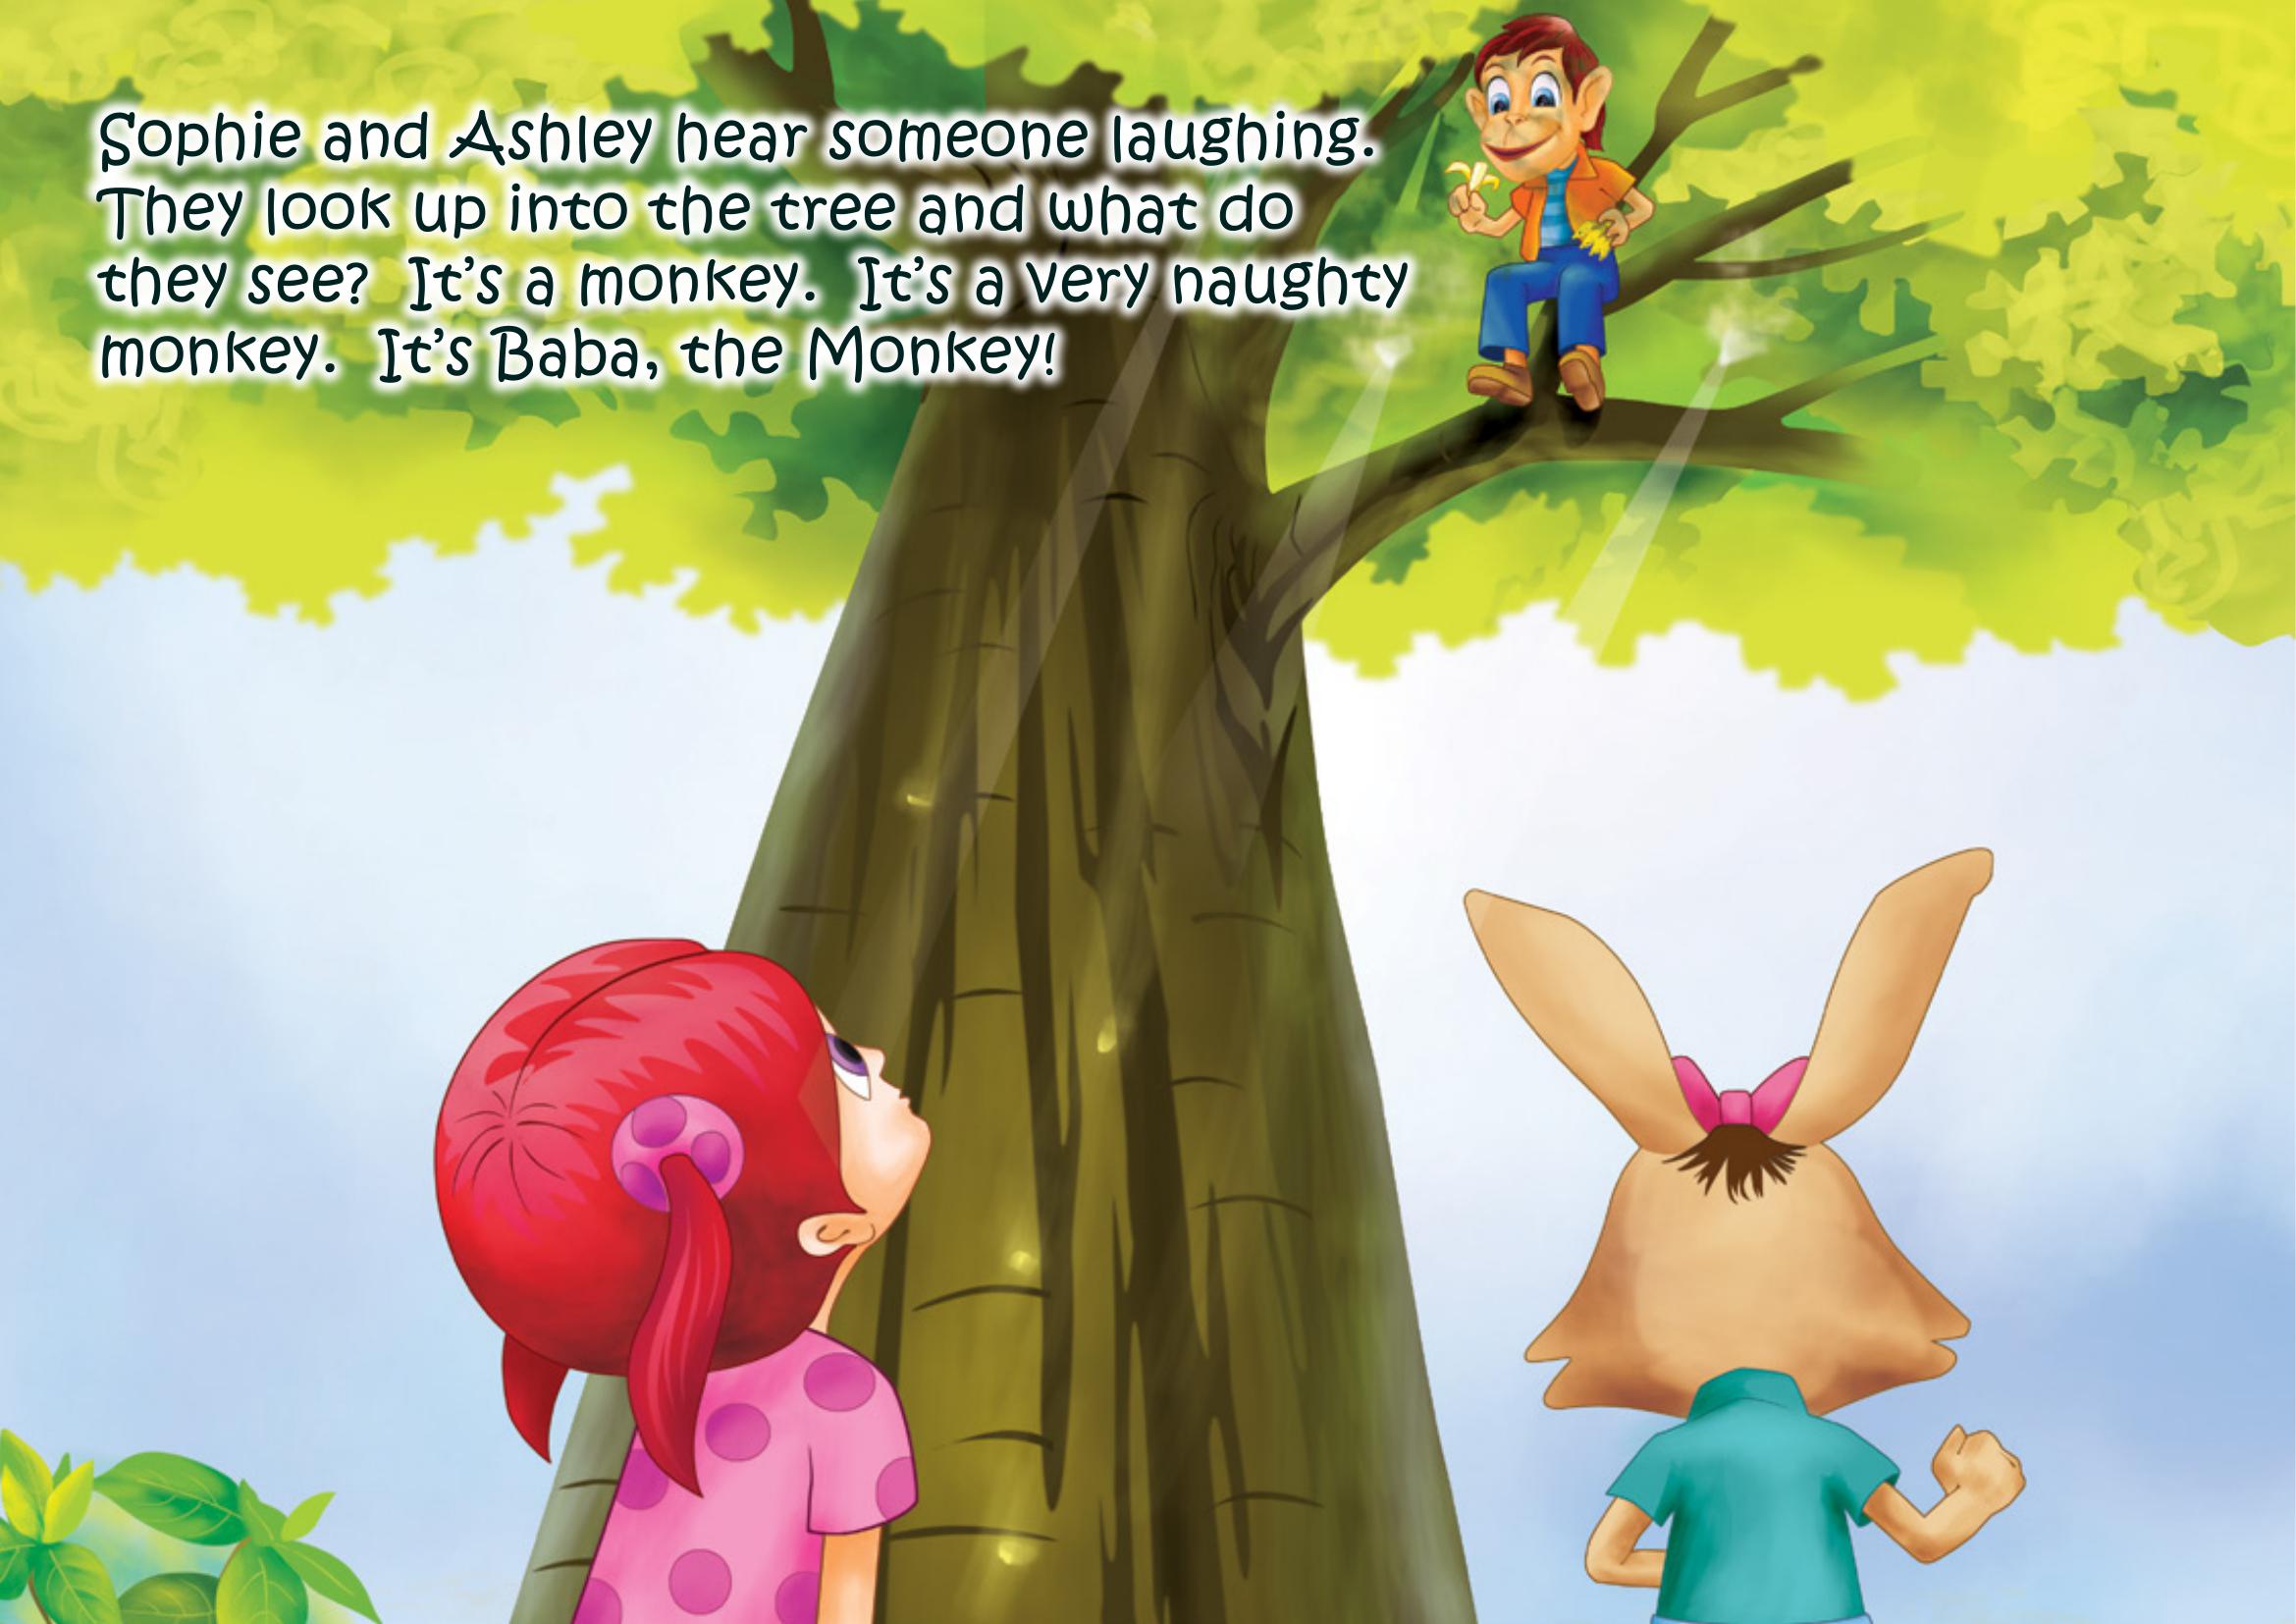 Sophie and Ashley hear someone laughing.
They look up into the tree and what do
they see?  It's a monkey.  It's a very naughty
monkey.  It's Baba, the Monkey!